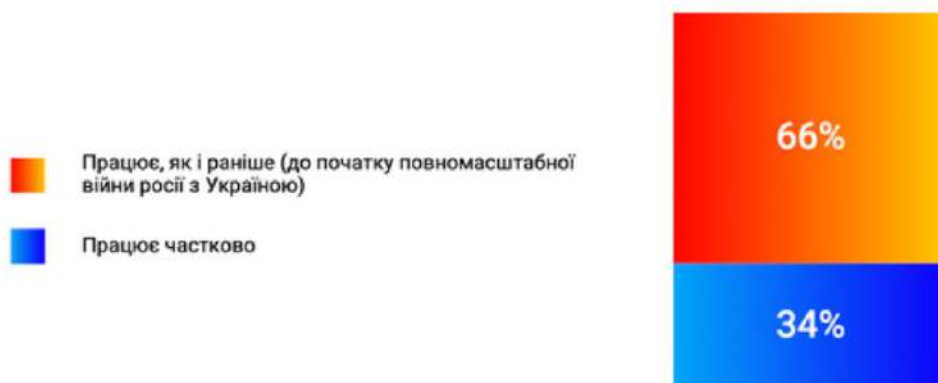 66%
Працює, як і раніше (до початку повномасштабної
війни росії з Україною)
Працює частково
34%